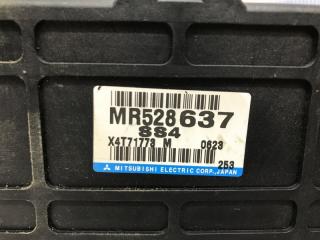 MR528637
884
X4T71773 M 0623
253
MITSUBISHI ELECTRIC CORP., JAPAN